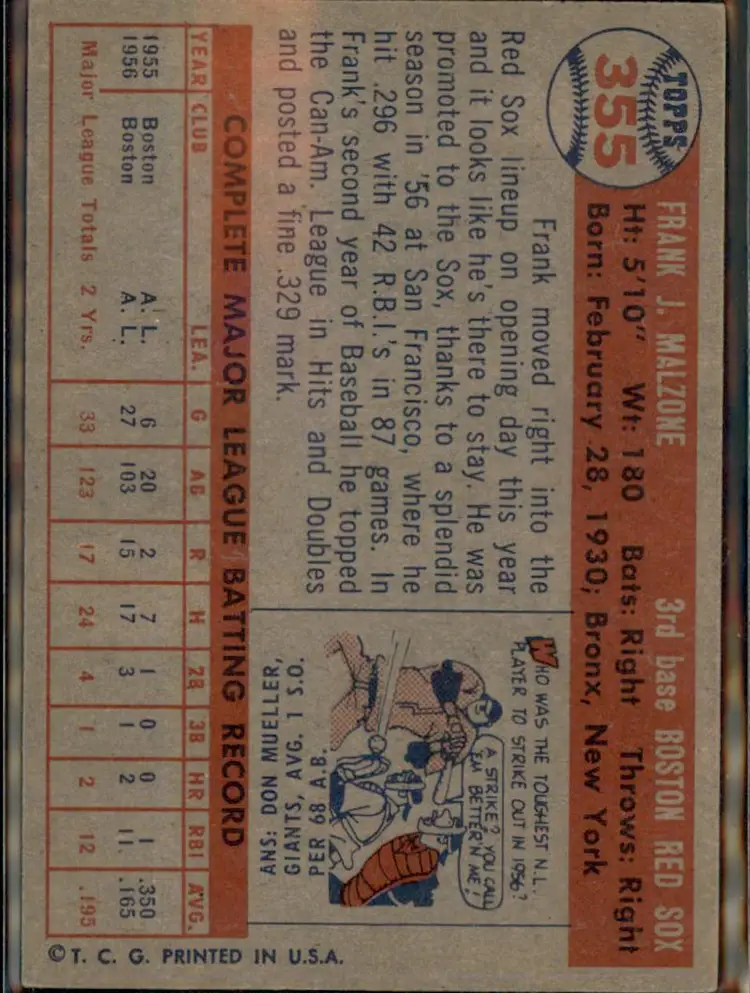 TOPPS
355
FRANK J. MALZONE 3rd base BOSTON RED SOX
Ht: 5'10" Wt: 180 Bats: Right Throws: Right
Born: February 28, 1930; Bronx, New York
Frank moved right into the
Red Sox lineup on opening day this year
and it looks like he's there to stay. He was
promoted to the Sox, thanks to a splendid
season in '56 at San Francisco, where he
hit .296 with 42 R.B.I.'s in 87 games. In
Frank's second year of Baseball he topped
the Can-Am. League in Hits and Doubles
and posted a fine .329 mark.
WHO WAS THE TOUGHEST N.L.
PLAYER TO STRIKE OUT IN 1956?
A STRIKE? YOU CALL
'EM BETTER'N ME!
ANS: DON MUELLER,
GIANTS, AVG. 1 S.O.
PER 68 A.B.
COMPLETE MAJOR LEAGUE BATTING RECORD
YEAR CLUB LEA. G AB R H 2B 3B HR RBI AVG.
1955 Boston A. L. 6 20 2 7 1 0 0 1 .350
1956 Boston A. L. 27 103 15 17 3 1 2 11 .165
Major League Totals 2 Yrs. 33 123 17 24 4 1 2 12 .195
© T. C. G. PRINTED IN U.S.A.